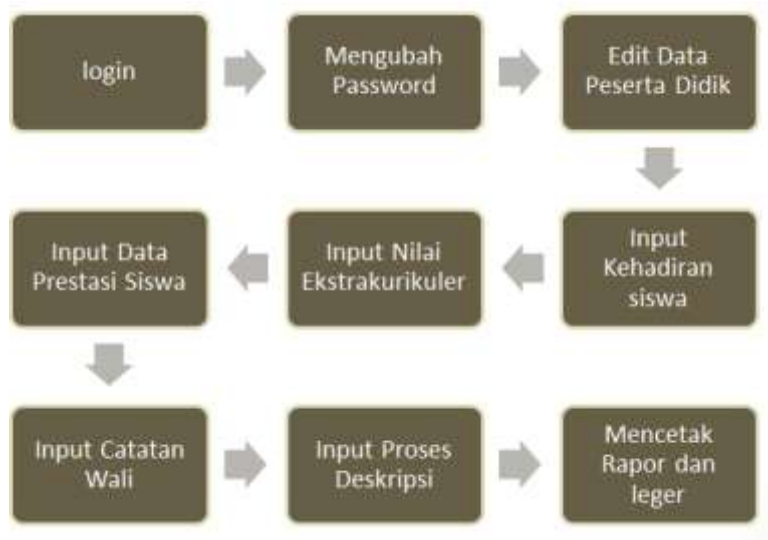 login
Mengubah
Password
Edit Data
Peserta Didik
Input
Kehadiran
siswa
Input Nilai
Ekstrakurikuler
Input Data
Prestasi Siswa
Input Catatan
Wali
Input Proses
Deskripsi
Mencetak
Rapor dan
leger